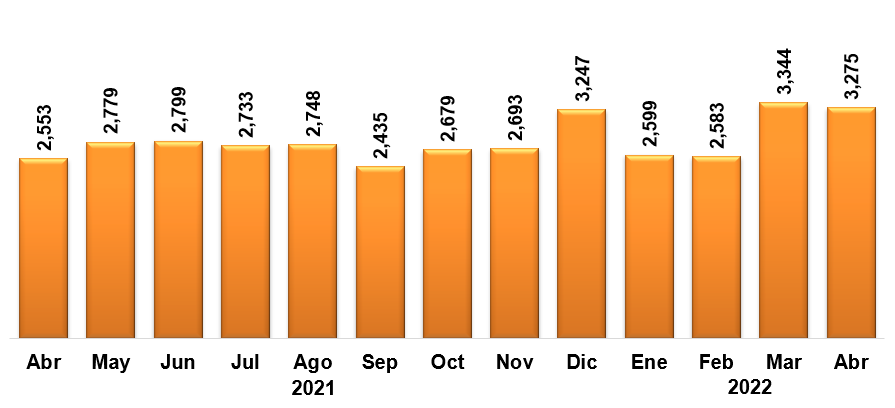 2,553 2,779 2,799 2,733 2,748 2,435 2,679 2,693 3,247 2,599 2,583 3,344 3,275
Abr May Jun Jul Ago Sep Oct Nov Dic Ene Feb Mar Abr
2021 2022